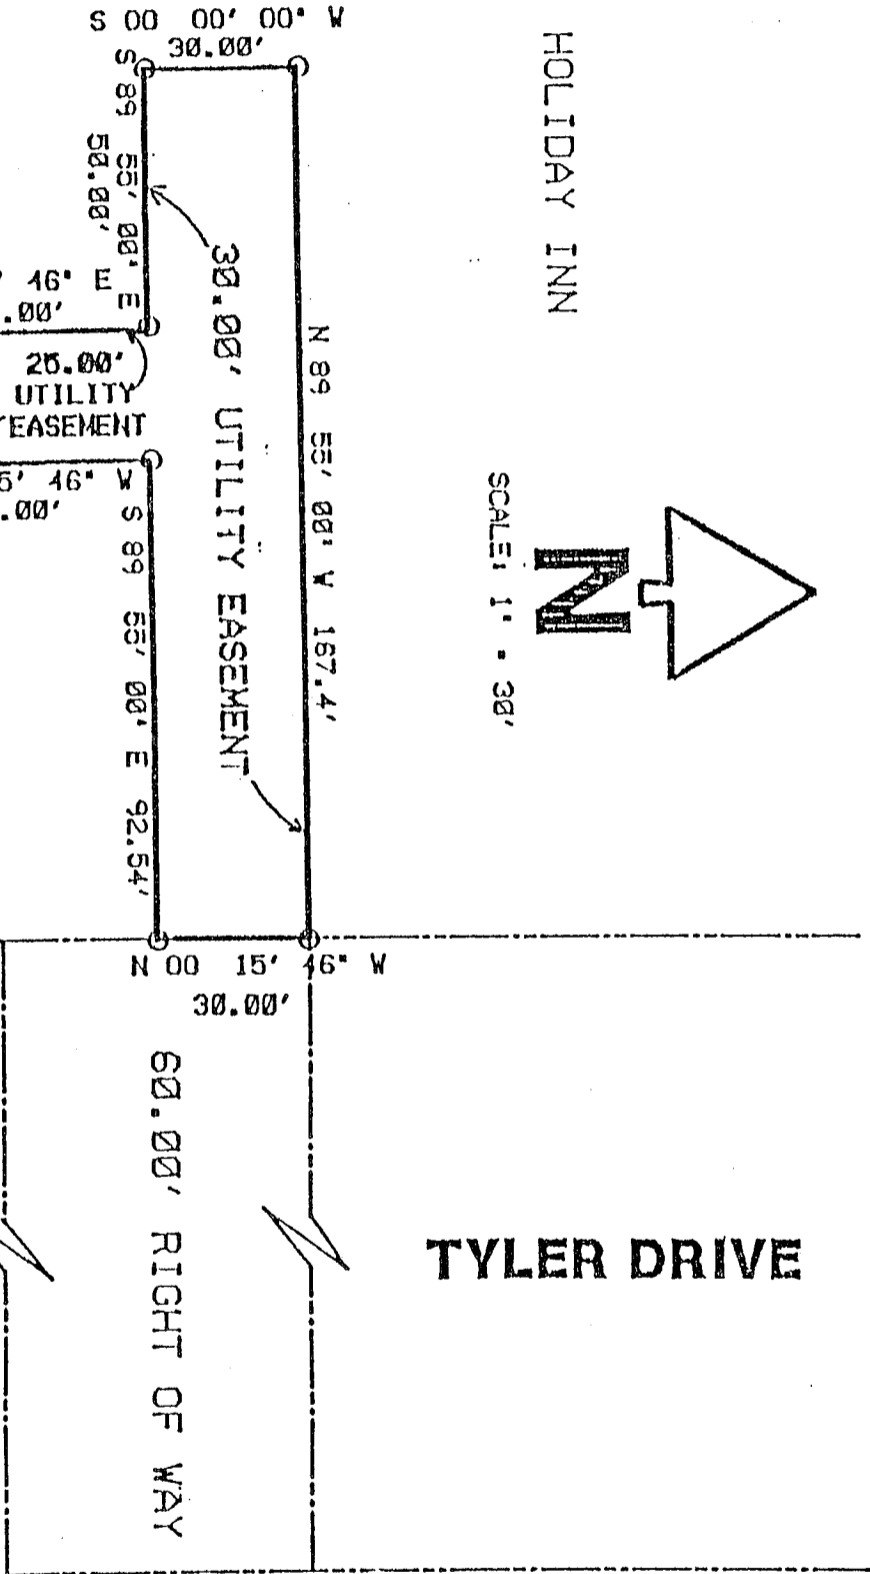 S 00 00' 00" W
30.00'
HOLIDAY INN
S 89 55' 00" E
50.00'
' 46" E
.00'
25.00'
UTILITY
EASEMENT
5' 46" W
.00'
30.00' UTILITY EASEMENT
N 89 55' 00" W 167.4'
SCALE: 1" = 30'
N
S 89 55' 00" E 92.54'
N 00 15' 46" W
30.00'
60.00' RIGHT OF WAY
TYLER DRIVE